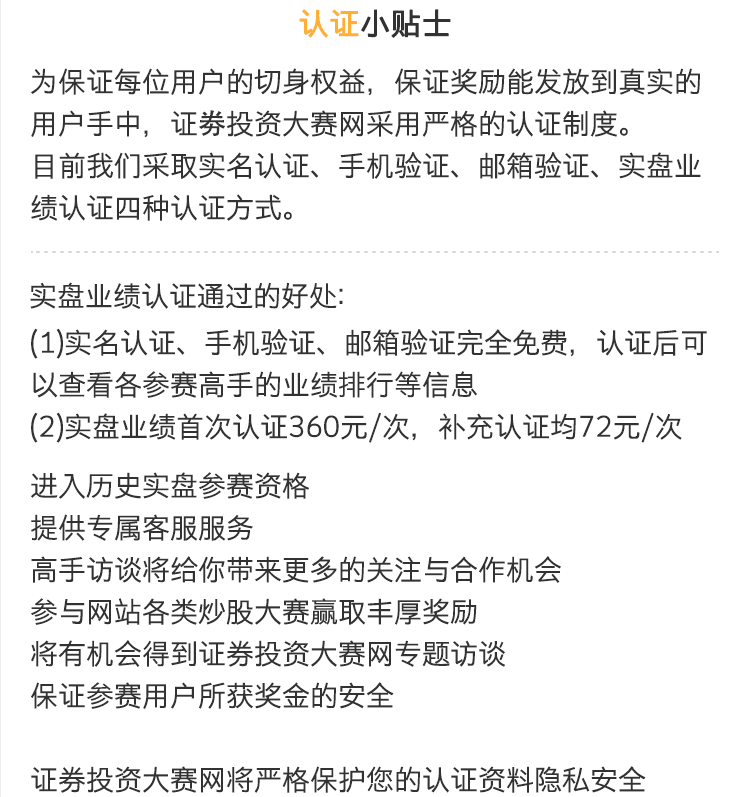 认证小贴士
为保证每位用户的切身权益，保证奖励能发放到真实的
用户手中，证券投资大赛网采用严格的认证制度。
目前我们采取实名认证、手机验证、邮箱验证、实盘业
绩认证四种认证方式。
实盘业绩认证通过的好处:
(1)实名认证、手机验证、邮箱验证完全免费，认证后可
以查看各参赛高手的业绩排行等信息
(2)实盘业绩首次认证360元/次，补充认证均72元/次
进入历史实盘参赛资格
提供专属客服服务
高手访谈将给你带来更多的关注与合作机会
参与网站各类炒股大赛赢取丰厚奖励
将有机会得到证券投资大赛网专题访谈
保证参赛用户所获奖金的安全
证券投资大赛网将严格保护您的认证资料隐私安全